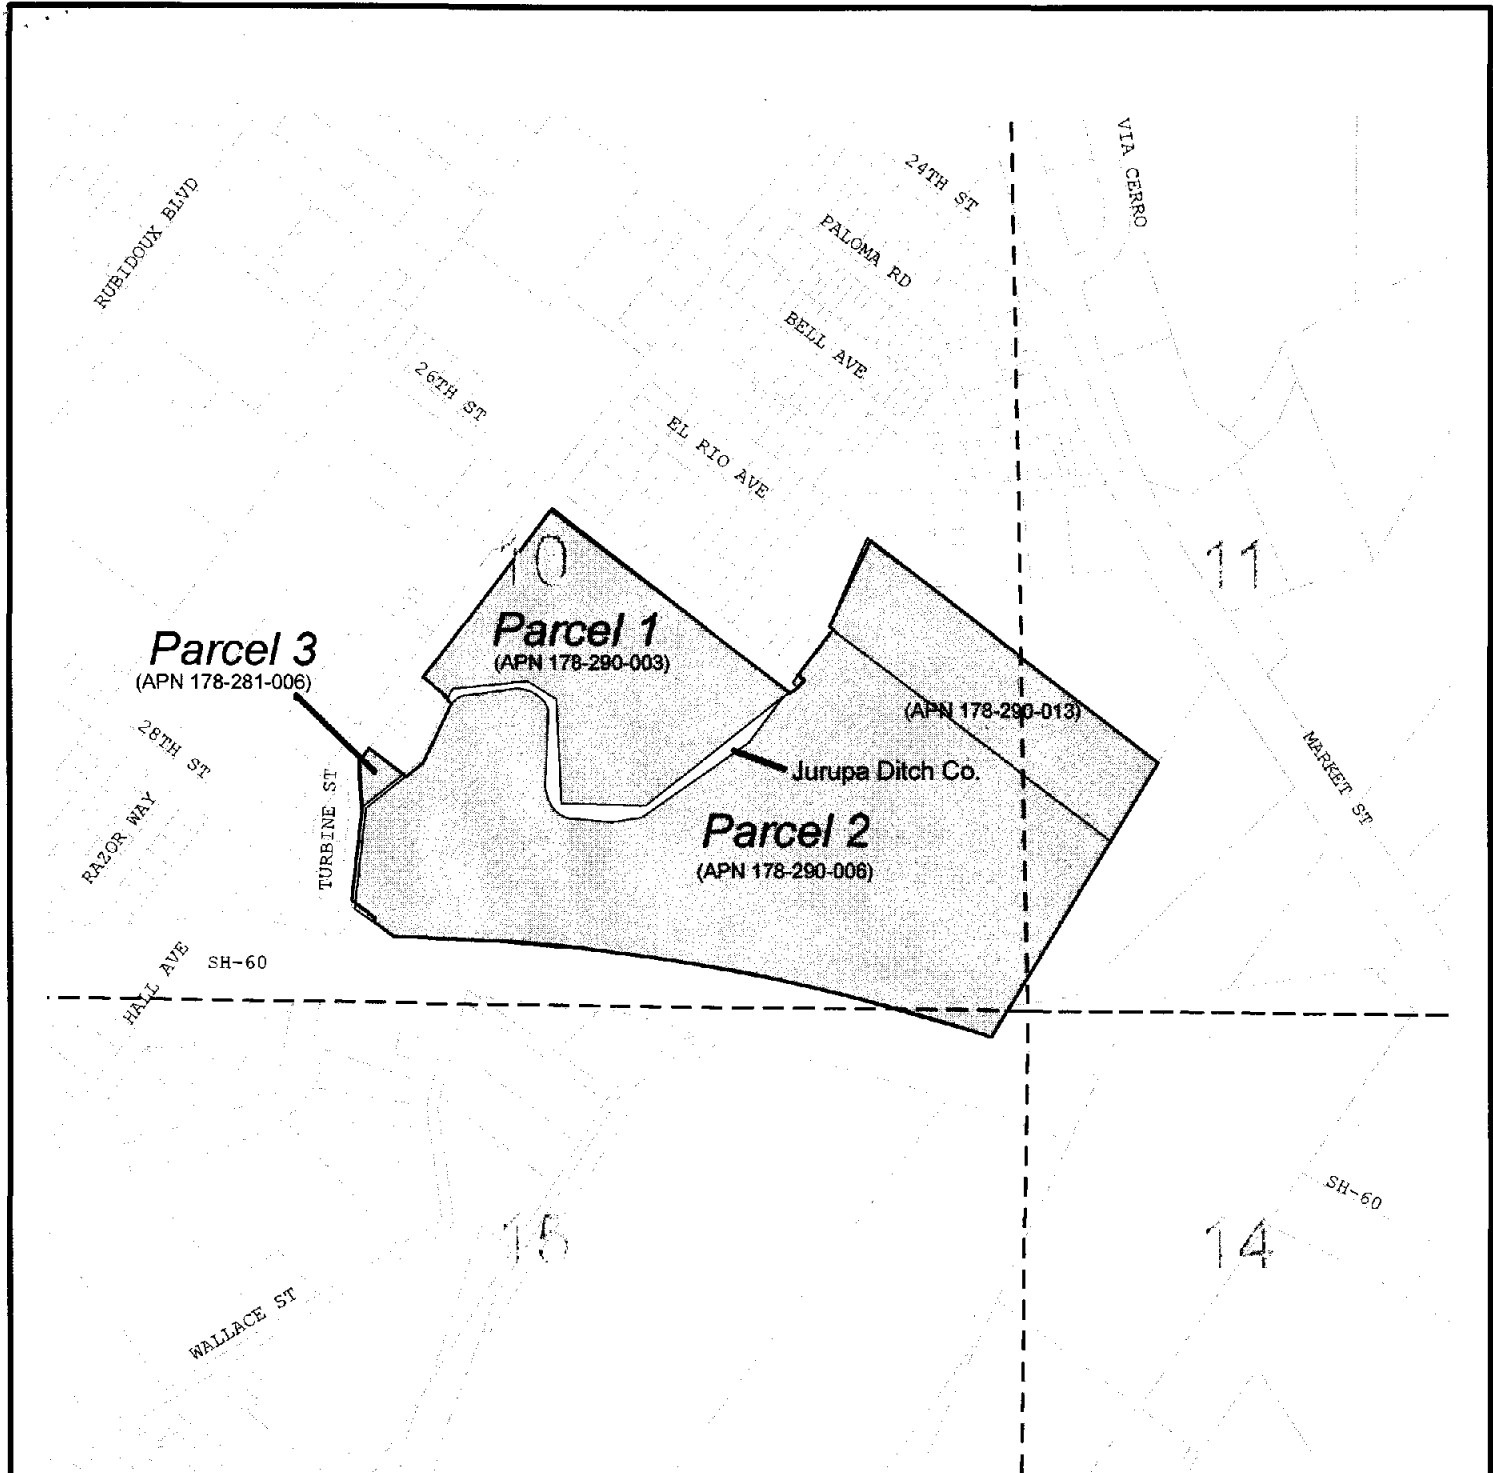 VIA CERRO
24TH ST
RUBIDOUX BLVD
PALOMA RD
BELL AVE
26TH ST
EL RIO AVE
10
11
Parcel 1
(APN 178-290-003)
Parcel 3
(APN 178-281-006)
(APN 178-290-013)
28TH ST
Jurupa Ditch Co.
MARKET ST
TURBINE ST
RAZOR WAY
Parcel 2
(APN 178-290-006)
HALL AVE
SH-60
SH-60
15
14
WALLACE ST